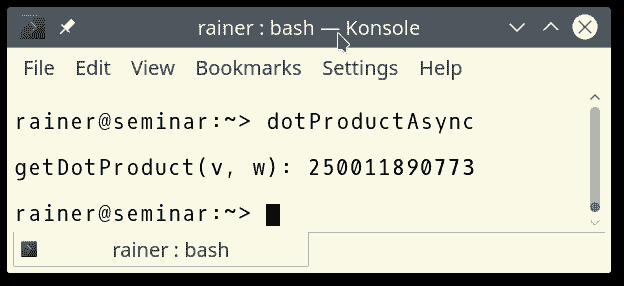 rainer : bash — Konsole
File Edit View Bookmarks Settings Help
rainer@seminar:~> dotProductAsync
getDotProduct(v, w): 250011890773
rainer@seminar:~>
rainer : bash